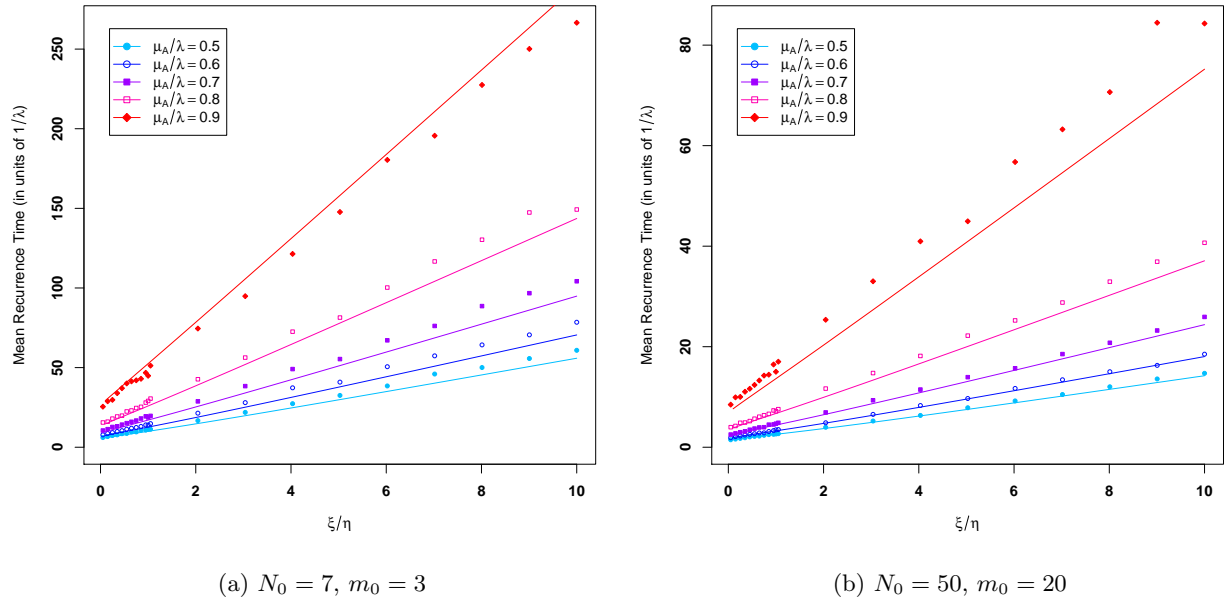 Mean Recurrence Time (in units of 1/λ)
250
200
150
100
50
0
μA/λ = 0.5
μA/λ = 0.6
μA/λ = 0.7
μA/λ = 0.8
μA/λ = 0.9
0 2 4 6 8 10
ξ/η
(a) N0 = 7, m0 = 3
Mean Recurrence Time (in units of 1/λ)
80
60
40
20
0
μA/λ = 0.5
μA/λ = 0.6
μA/λ = 0.7
μA/λ = 0.8
μA/λ = 0.9
0 2 4 6 8 10
ξ/η
(b) N0 = 50, m0 = 20